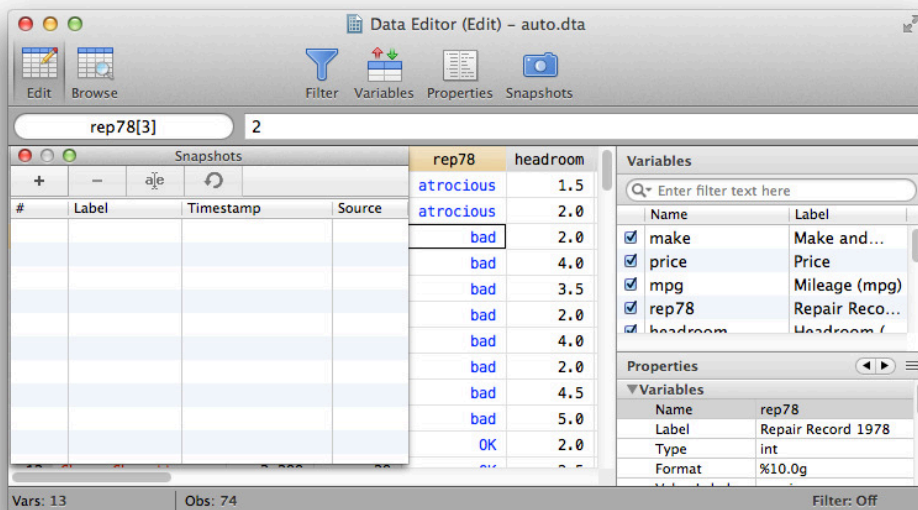 Data Editor (Edit) – auto.dta
Edit Browse Filter Variables Properties Snapshots
rep78[3] 2
Snapshots
+ −
# Label Timestamp Source
rep78 headroom
atrocious 1.5
atrocious 2.0
bad 2.0
bad 4.0
bad 3.5
bad 2.0
bad 4.0
bad 2.0
bad 4.5
bad 5.0
OK 2.0
Variables
Enter filter text here
Name Label
make Make and...
price Price
mpg Mileage (mpg)
rep78 Repair Reco...
headroom Headroom (
Properties
Variables
Name rep78
Label Repair Record 1978
Type int
Format %10.0g
Vars: 13 Obs: 74 Filter: Off